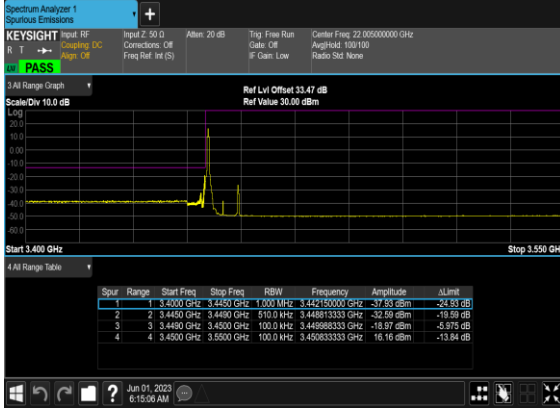 Spectrum Analyzer 1
Spurious Emissions
+
KEYSIGHT Input: RF Input Z: 50 Ω Atten: 20 dB Trig: Free Run Center Freq: 22.005000000 GHz
R T Coupling: DC Corrections: Off Gate: Off Avg|Hold: 100/100
Align: Off Freq Ref: Int (S) IF Gain: Low Radio Std: None
PASS
3 All Range Graph Ref Lvl Offset 33.47 dB
Scale/Div 10.0 dB Ref Value 30.00 dBm
Log
20.0
10.0
0.00
-10.0
-20.0
-30.0
-40.0
-50.0
-60.0
Start 3.400 GHz Stop 3.550 GH
4 All Range Table
Spur Range Start Freq Stop Freq RBW Frequency Amplitude ΔLimit
1 1 3.4000 GHz 3.4450 GHz 1.000 MHz 3.442150000 GHz -37.93 dBm -24.93 dB
2 2 3.4450 GHz 3.4490 GHz 510.0 kHz 3.448813333 GHz -32.59 dBm -19.59 dB
3 3 3.4490 GHz 3.4500 GHz 100.0 kHz 3.449988333 GHz -18.97 dBm -5.975 dB
4 4 3.4500 GHz 3.5500 GHz 100.0 kHz 3.450833333 GHz 16.16 dBm -13.84 dB
? Jun 01, 2023
6:15:06 AM